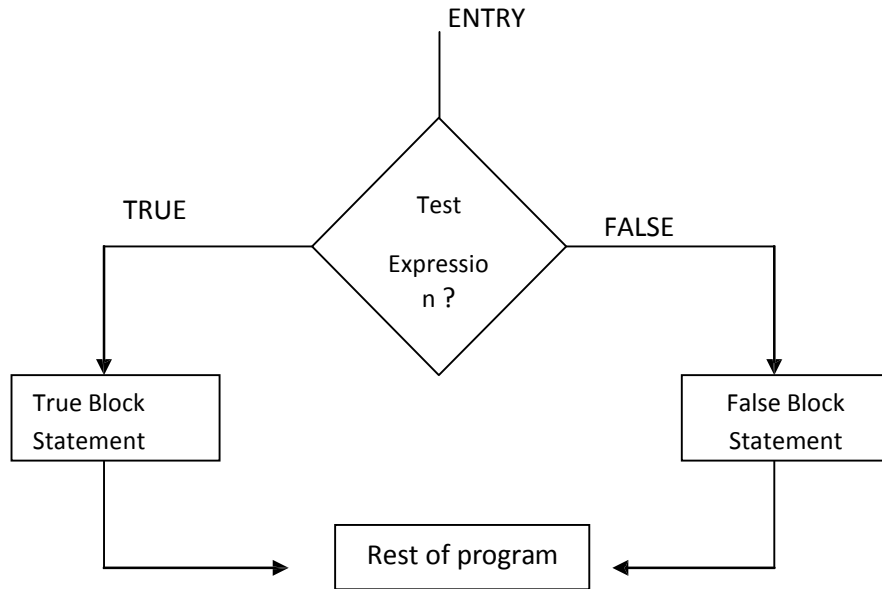 ENTRY
TRUE
Test
FALSE
Expressio
n ?
True Block
Statement
False Block
Statement
Rest of program